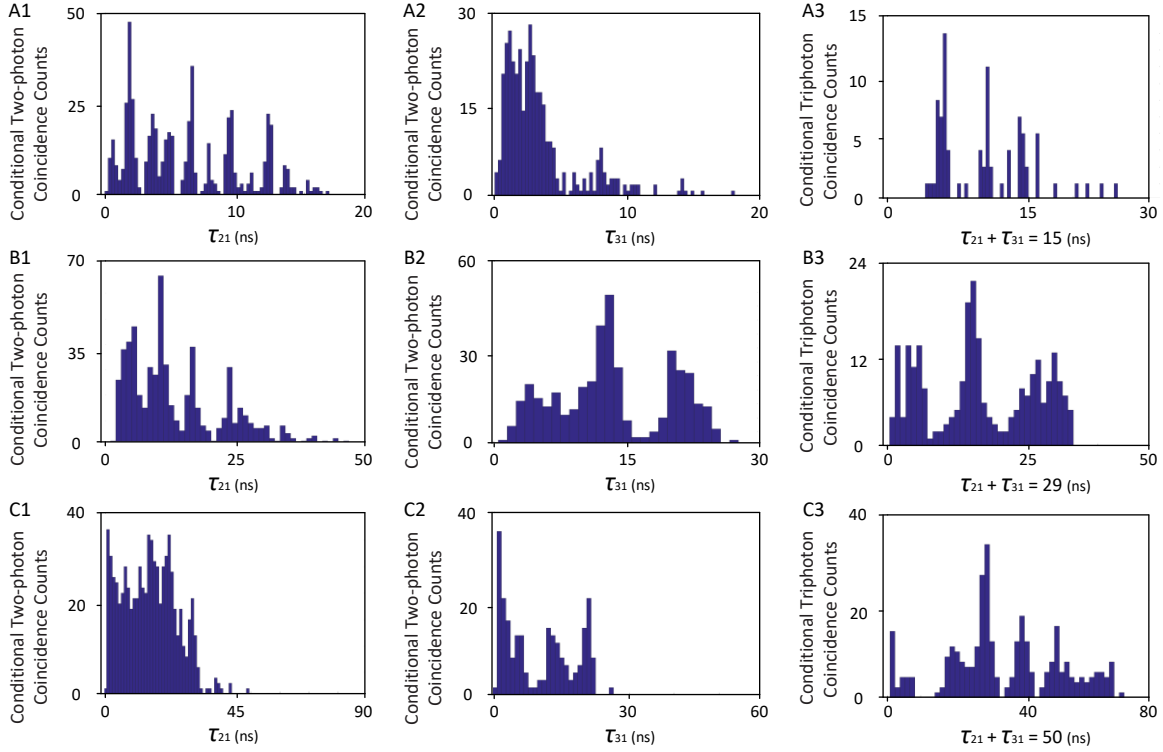 A1
Conditional Two-photon
Coincidence Counts
50
25
0
0
10
20
τ21 (ns)
A2
Conditional Two-photon
Coincidence Counts
30
15
0
0
10
20
τ31 (ns)
A3
Conditional Triphoton
Coincidence Counts
15
10
5
0
0
15
30
τ21 + τ31 = 15 (ns)
B1
Conditional Two-photon
Coincidence Counts
70
35
0
0
25
50
τ21 (ns)
B2
Conditional Two-photon
Coincidence Counts
60
30
0
0
15
30
τ31 (ns)
B3
Conditional Triphoton
Coincidence Counts
24
12
0
0
25
50
τ21 + τ31 = 29 (ns)
C1
Conditional Two-photon
Coincidence Counts
40
20
0
0
45
90
τ21 (ns)
C2
Conditional Two-photon
Coincidence Counts
40
20
0
0
30
60
τ31 (ns)
C3
Conditional Triphoton
Coincidence Counts
40
20
0
0
40
80
τ21 + τ31 = 50 (ns)